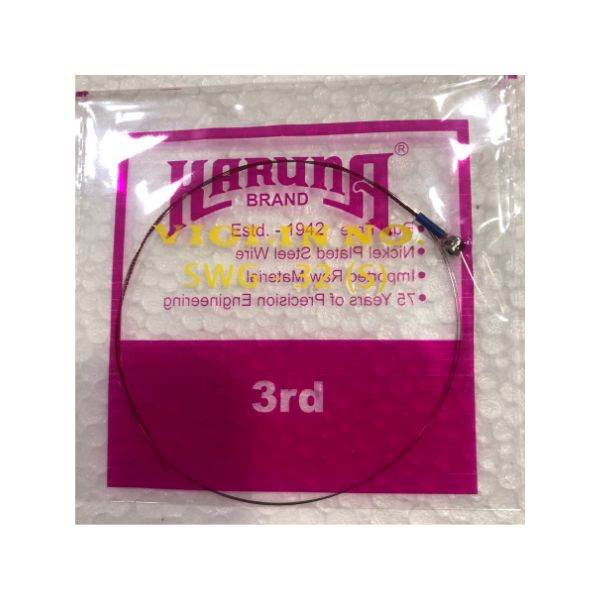 KARUNA®
BRAND
Estd. - 1942
VIOLIN NO.
•Nickel Plated Steel Wire
SWG - 32 (S)
•Imported Raw Material
•75 Years of Precision Engineering
3rd